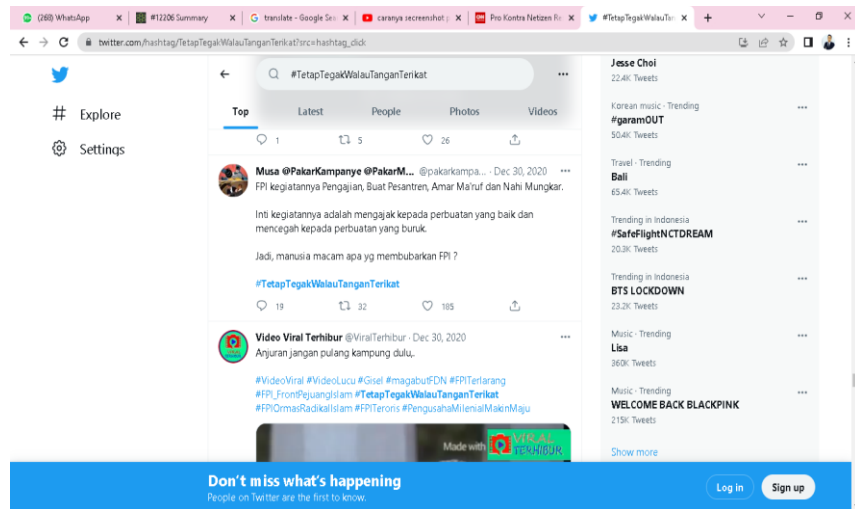 (260) WhatsApp
#12206 Summary
translate - Google Se
caranya secreenshot p
Pro Kontra Netizen Re
#TetapTegakWalauTan
twitter.com/hashtag/TetapTegakWalauTanganTerikat?src=hashtag_click
#TetapTegakWalauTanganTerikat
Explore
Settings
Top
Latest
People
Photos
Videos
1
5
26
Musa @PakarKampanye @PakarM... @pakarkampa... · Dec 30, 2020
FPI kegiatannya Pengajian, Buat Pesantren, Amar Ma'ruf dan Nahi Mungkar.
Inti kegiatannya adalah mengajak kepada perbuatan yang baik dan
mencegah kepada perbuatan yang buruk.
Jadi, manusia macam apa yg membubarkan FPI ?
#TetapTegakWalauTanganTerikat
19
32
185
Video Viral Terhibur @ViralTerhibur · Dec 30, 2020
Anjuran jangan pulang kampung dulu,.
#VideoViral #VideoLucu #Gisel #magabutFDN #FPITerlarang
#FPI_FrontPejuangIslam #TetapTegakWalauTanganTerikat
#FPIOrmasRadikalIslam #FPITeroris #PengusahaMilenialMakinMaju
Made with
VIRAL
TERHIBUR
Jesse Choi
22.4K Tweets
Korean music · Trending
#garamOUT
50.4K Tweets
Travel · Trending
Bali
65.4K Tweets
Trending in Indonesia
#SafeFlightNCTDREAM
20.3K Tweets
Trending in Indonesia
BTS LOCKDOWN
23.2K Tweets
Music · Trending
Lisa
360K Tweets
Music · Trending
WELCOME BACK BLACKPINK
215K Tweets
Show more
Don't miss what's happening
People on Twitter are the first to know.
Log in
Sign up